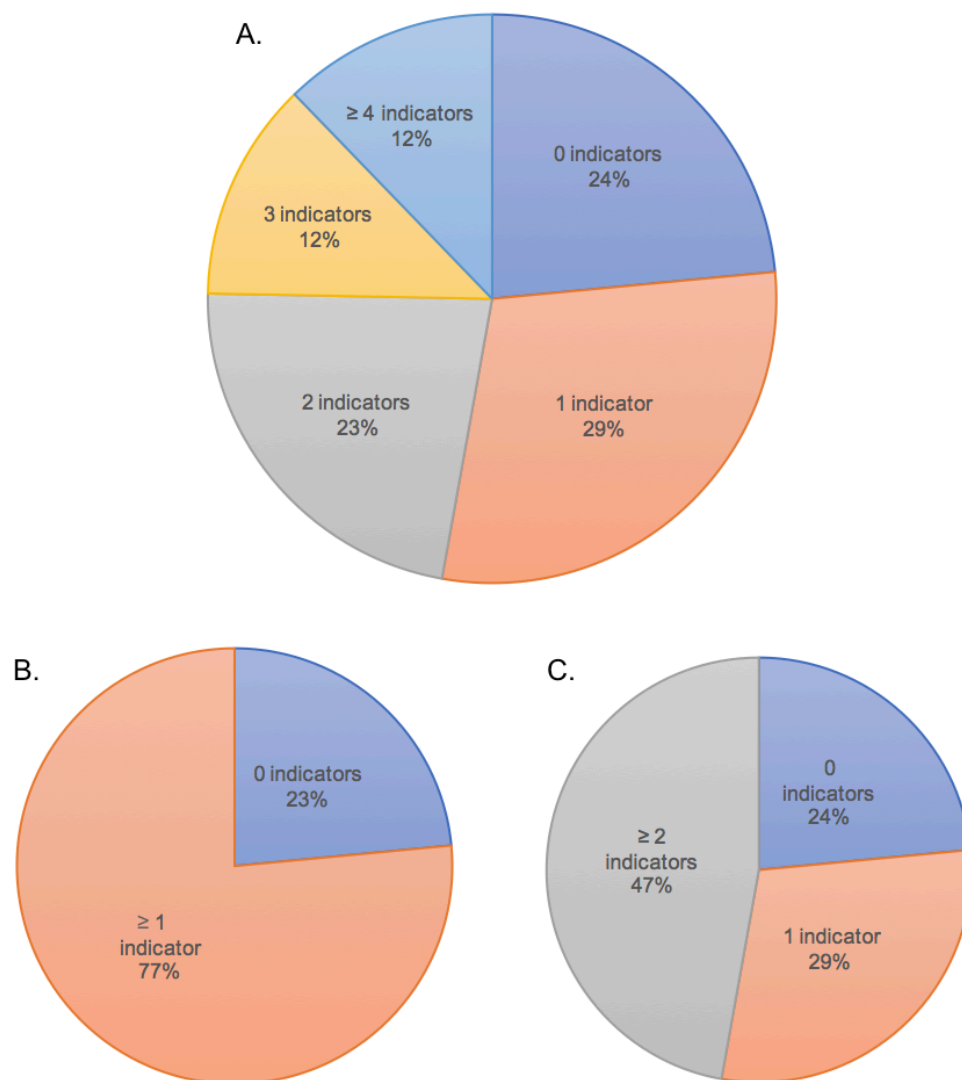 A.
≥ 4 indicators
12%
0 indicators
24%
3 indicators
12%
2 indicators
23%
1 indicator
29%
B.
0 indicators
23%
≥ 1
indicator
77%
C.
0
indicators
24%
≥ 2
indicators
47%
1 indicator
29%